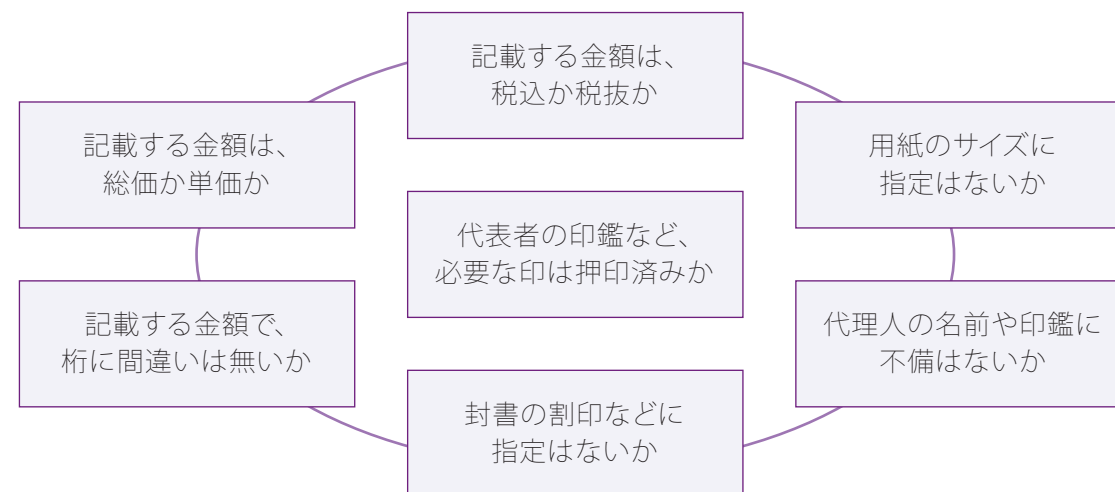 記載する金額は、
税込か税抜か
記載する金額は、
総価か単価か
用紙のサイズに
指定はないか
代表者の印鑑など、
必要な印は押印済みか
記載する金額で、
桁に間違いは無いか
代理人の名前や印鑑に
不備はないか
封書の割印などに
指定はないか